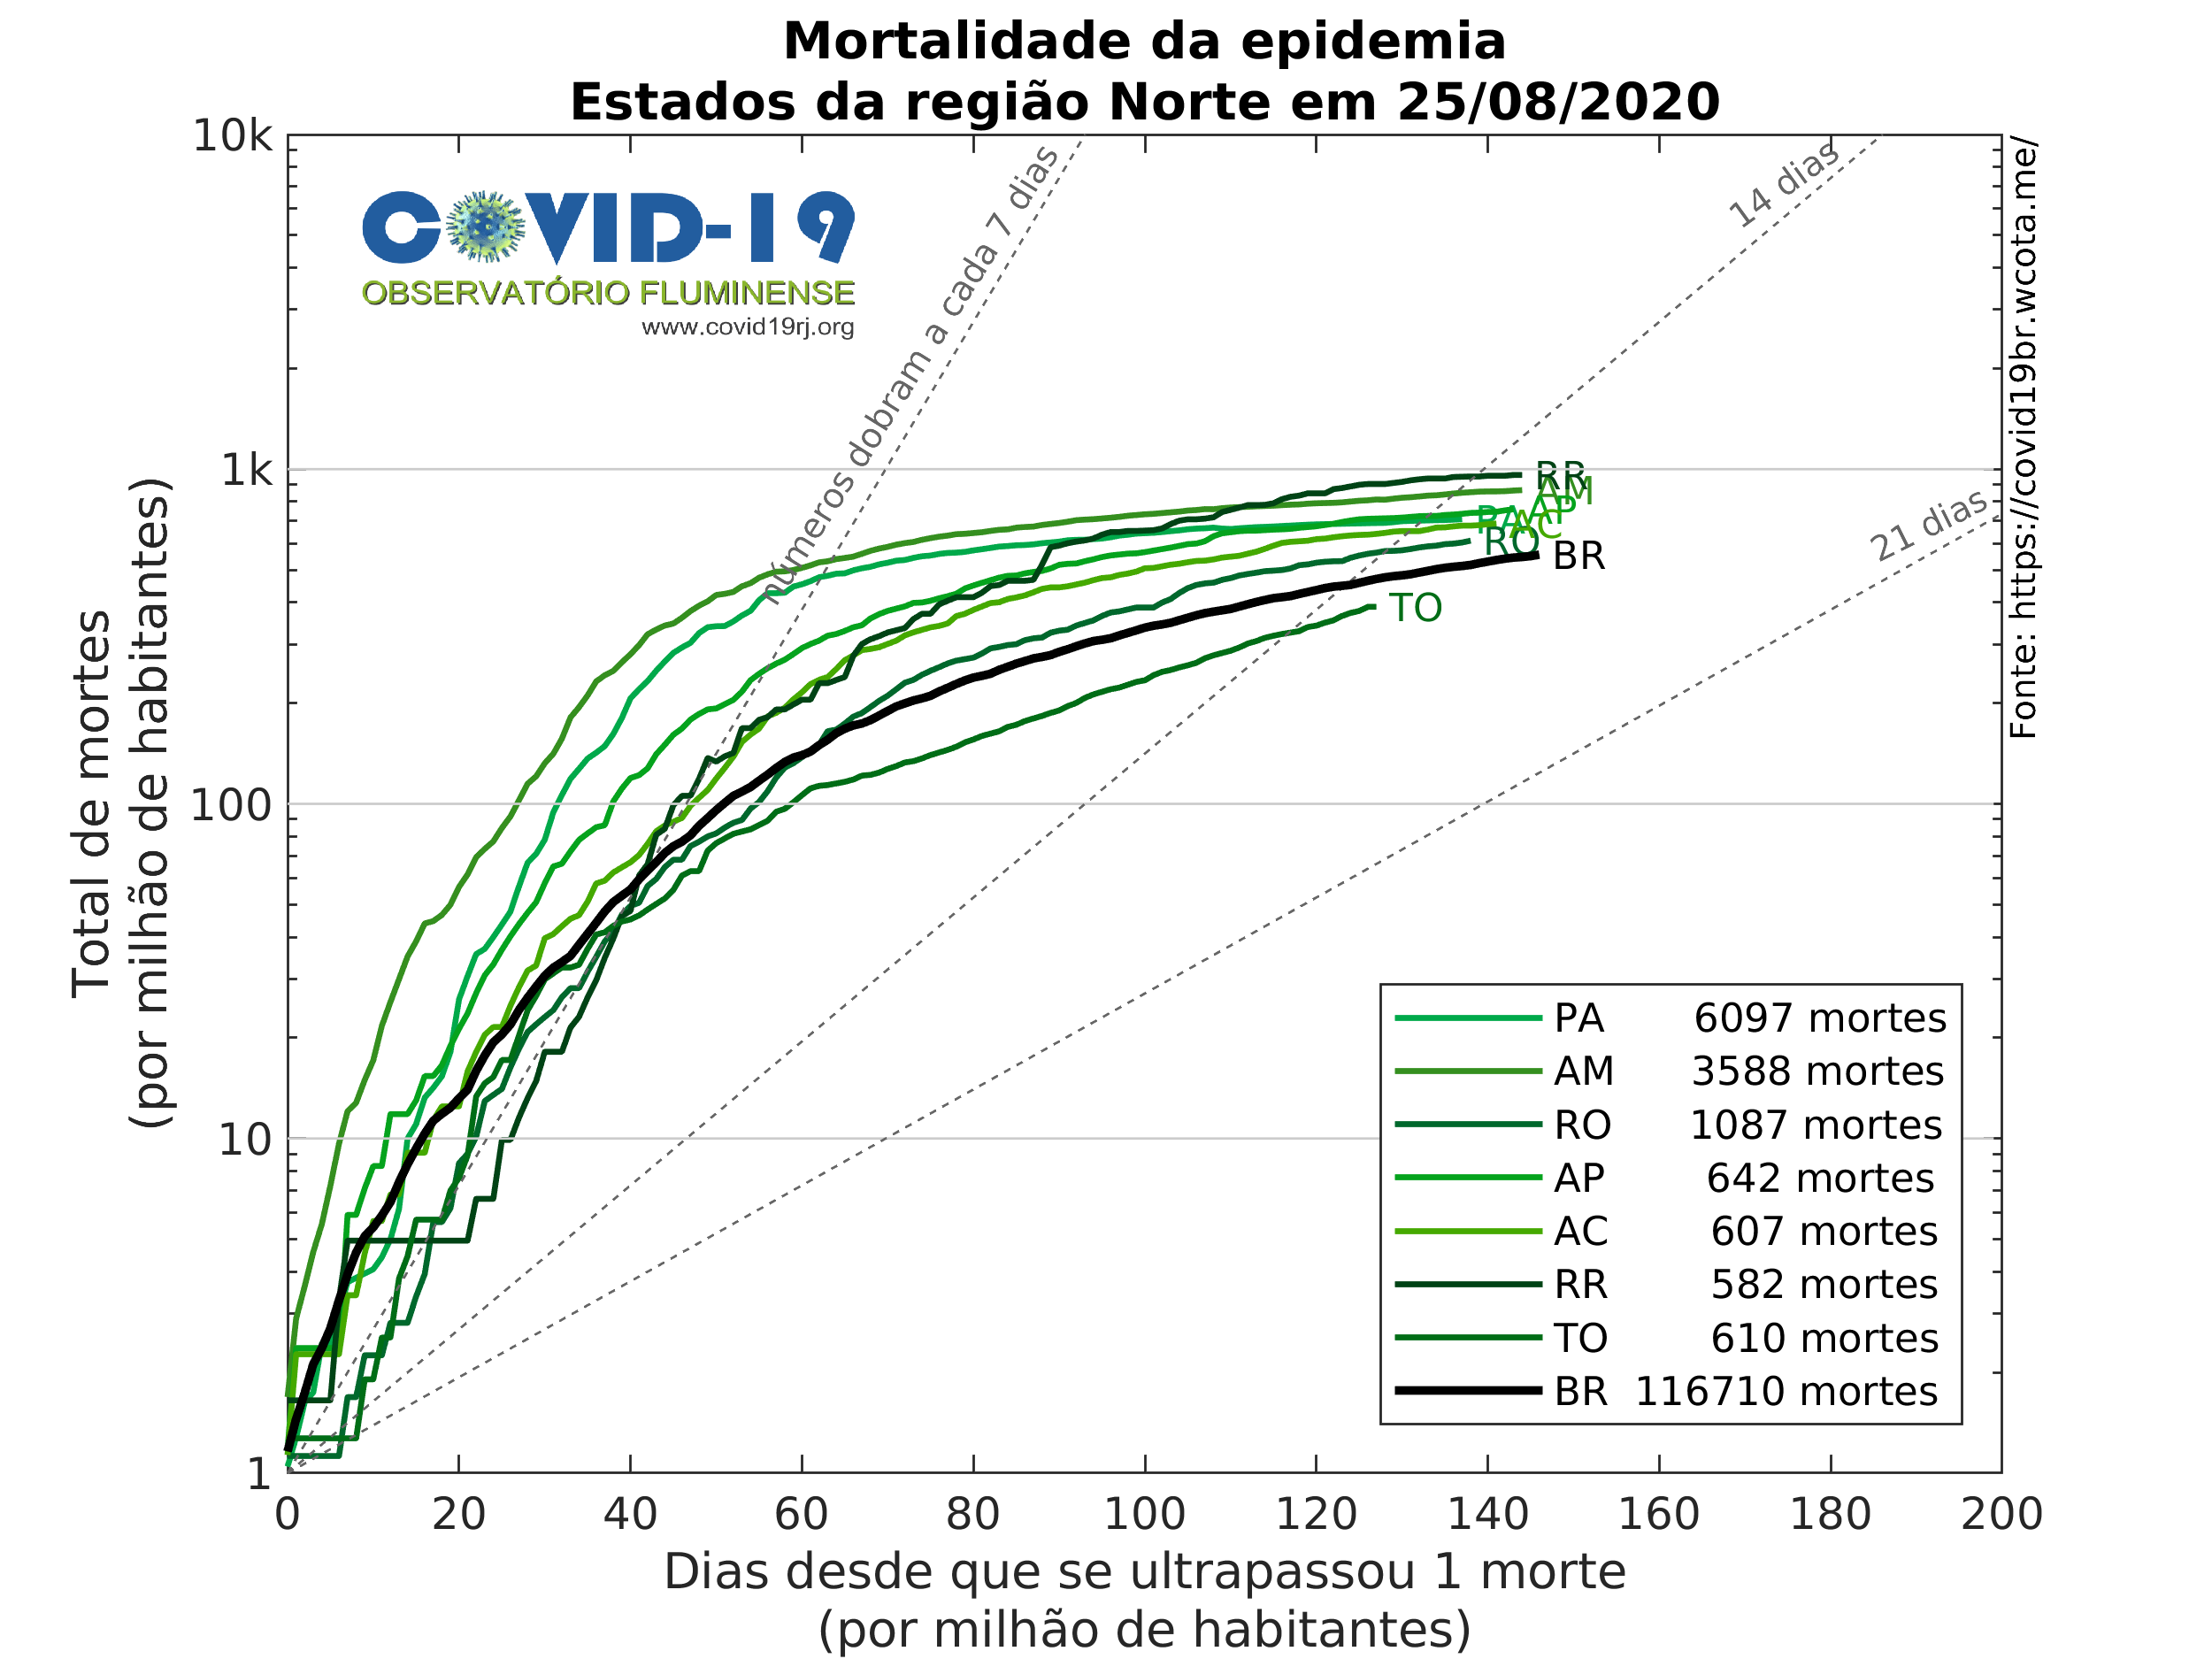 Mortalidade da epidemia
Estados da região Norte em 25/08/2020
Total de mortes
(por milhão de habitantes)
10k
1k
100
10
1
COVID-19
OBSERVATÓRIO FLUMINENSE
www.covid19rj.org
números dobram a cada 7 dias
14 dias
21 dias
Fonte: https://covid19br.wcota.me/
RR
AM
AP
PA
AC
RO
BR
TO
PA 6097 mortes
AM 3588 mortes
RO 1087 mortes
AP 642 mortes
AC 607 mortes
RR 582 mortes
TO 610 mortes
BR 116710 mortes
0 20 40 60 80 100 120 140 160 180 200
Dias desde que se ultrapassou 1 morte
(por milhão de habitantes)